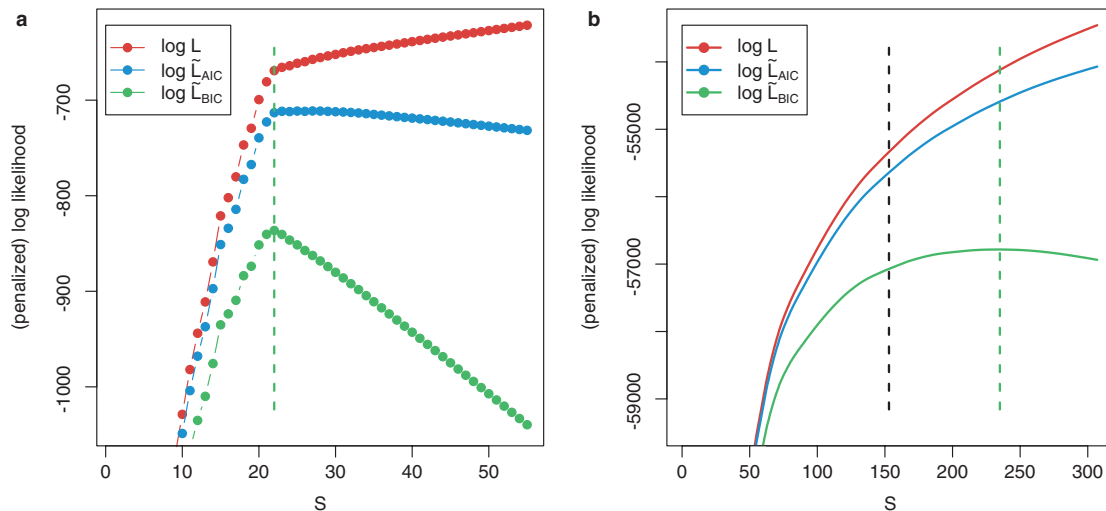 a
log L
log L̃AIC
log L̃BIC
(penalized) log likelihood
-700
-800
-900
-1000
0 10 20 30 40 50
S
b
log L
log L̃AIC
log L̃BIC
(penalized) log likelihood
-55000
-57000
-59000
0 50 100 150 200 250 300
S